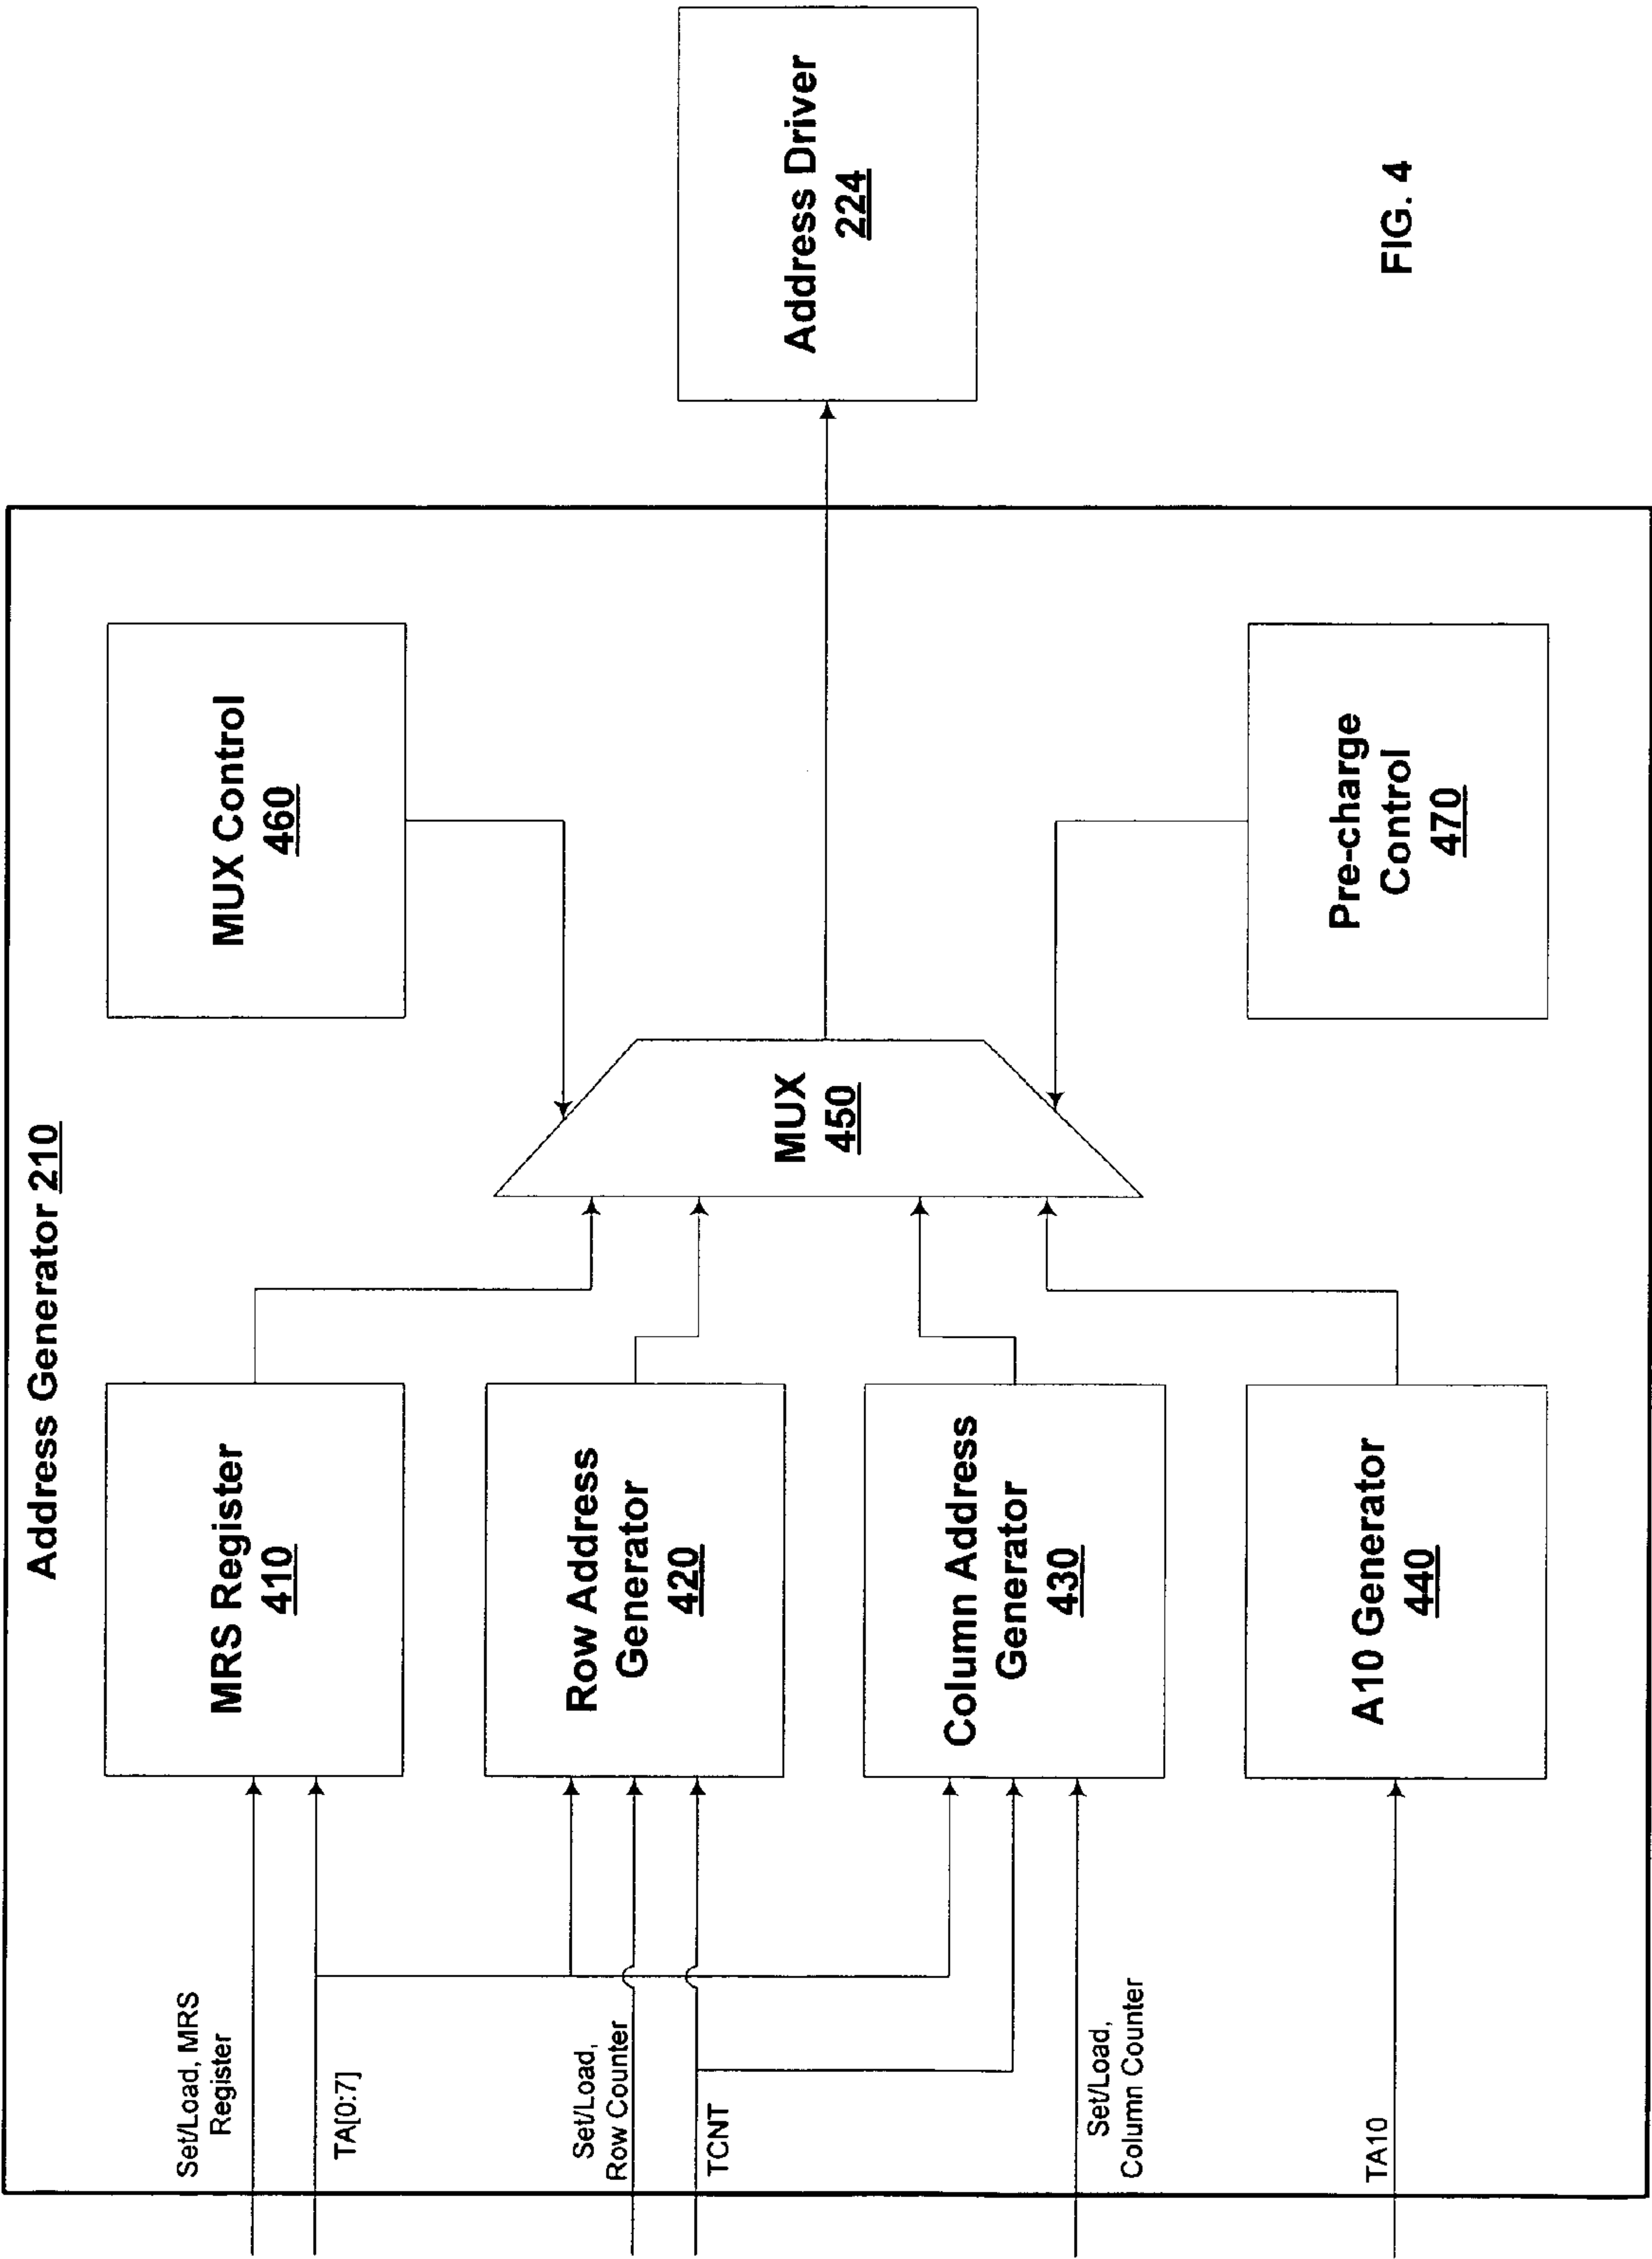 Address Generator 210
Set/Load, MRS
Register
TA[0:7]
Set/Load,
Row Counter
TCNT
Set/Load,
Column Counter
TA10
MRS Register
410
Row Address
Generator
420
Column Address
Generator
430
A10 Generator
440
MUX
450
MUX Control
460
Pre-charge
Control
470
Address Driver
224
FIG. 4